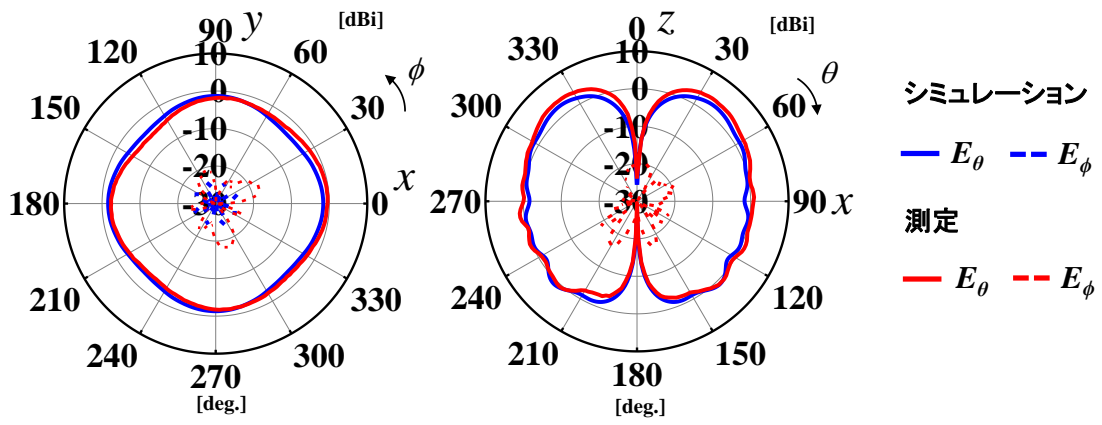 90 y [dBi]
10
120 60
ϕ
0
150 30
-10
-20
180 -30 0 x
210 330
240 300
270
[deg.]
0 z [dBi]
10
330 30
θ
0
300 60
-10
-20
270 -30 90 x
240 120
210 150
180
[deg.]
シミュレーション
Eθ Eϕ
測定
Eθ Eϕ